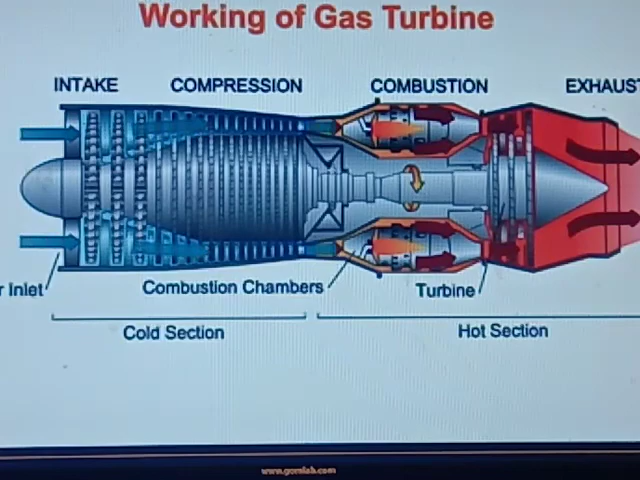 Working of Gas Turbine
INTAKE COMPRESSION COMBUSTION EXHAUST
r Inlet
Combustion Chambers
Turbine
Cold Section
Hot Section